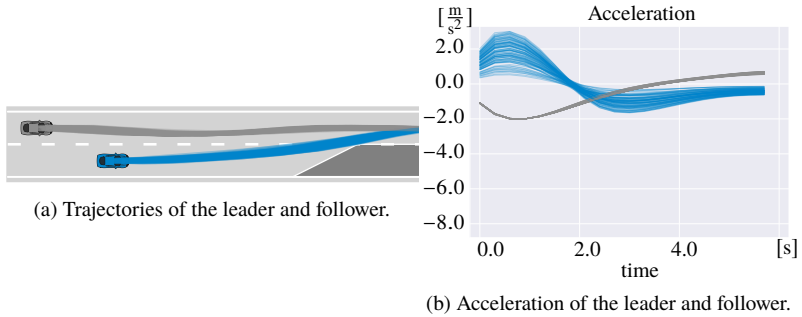 (a) Trajectories of the leader and follower.
Acceleration
[m/s²]
2.0
0.0
−2.0
−4.0
−6.0
−8.0
0.0 2.0 4.0 [s]
time
(b) Acceleration of the leader and follower.